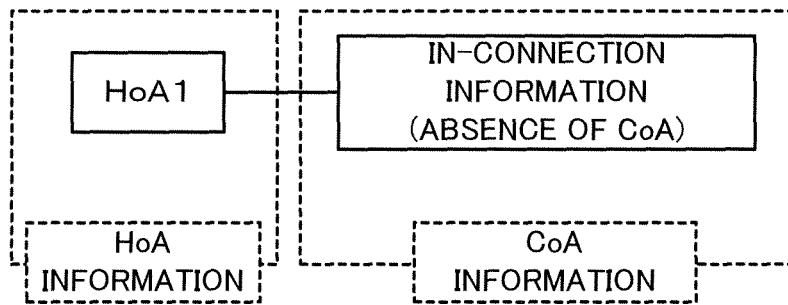 HoA1
IN-CONNECTION
INFORMATION
(ABSENCE OF CoA)
HoA
INFORMATION
CoA
INFORMATION